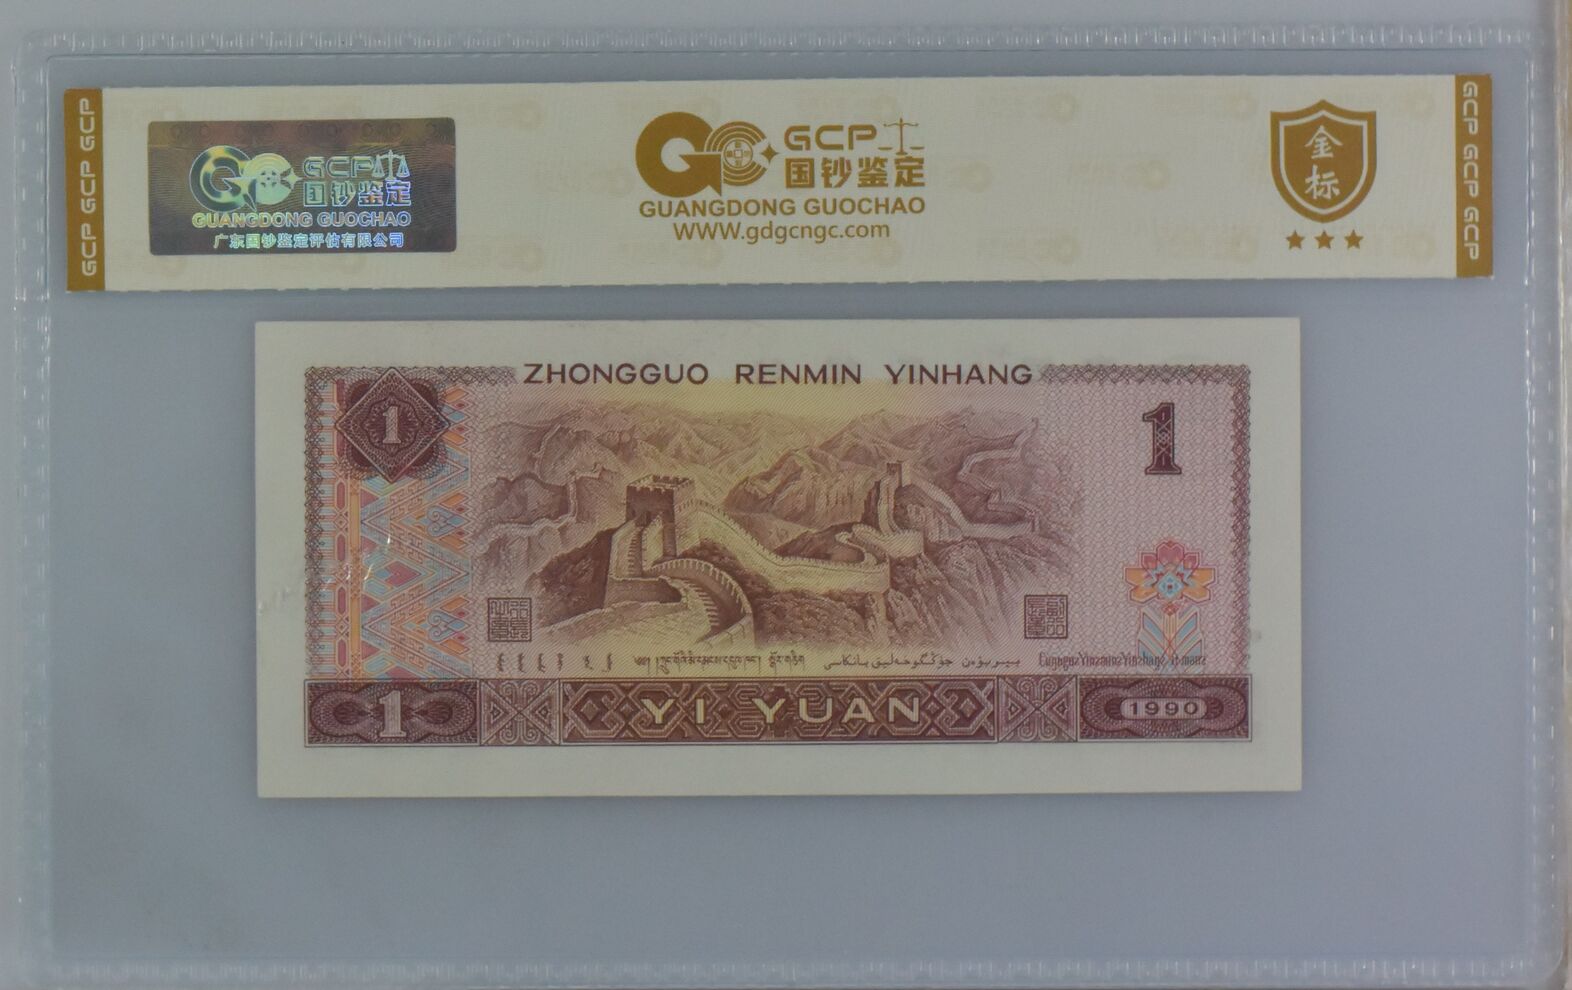 GCP GCP GCP
GCP
国钞鉴定
GUANGDONG GUOCHAO
广东国钞鉴定评估有限公司
GCP
国钞鉴定
GUANGDONG GUOCHAO
WWW.gdgcngc.com
金
标
GCP GCP GCP
ZHONGGUO RENMIN YINHANG
1
1
1
YI YUAN
1990